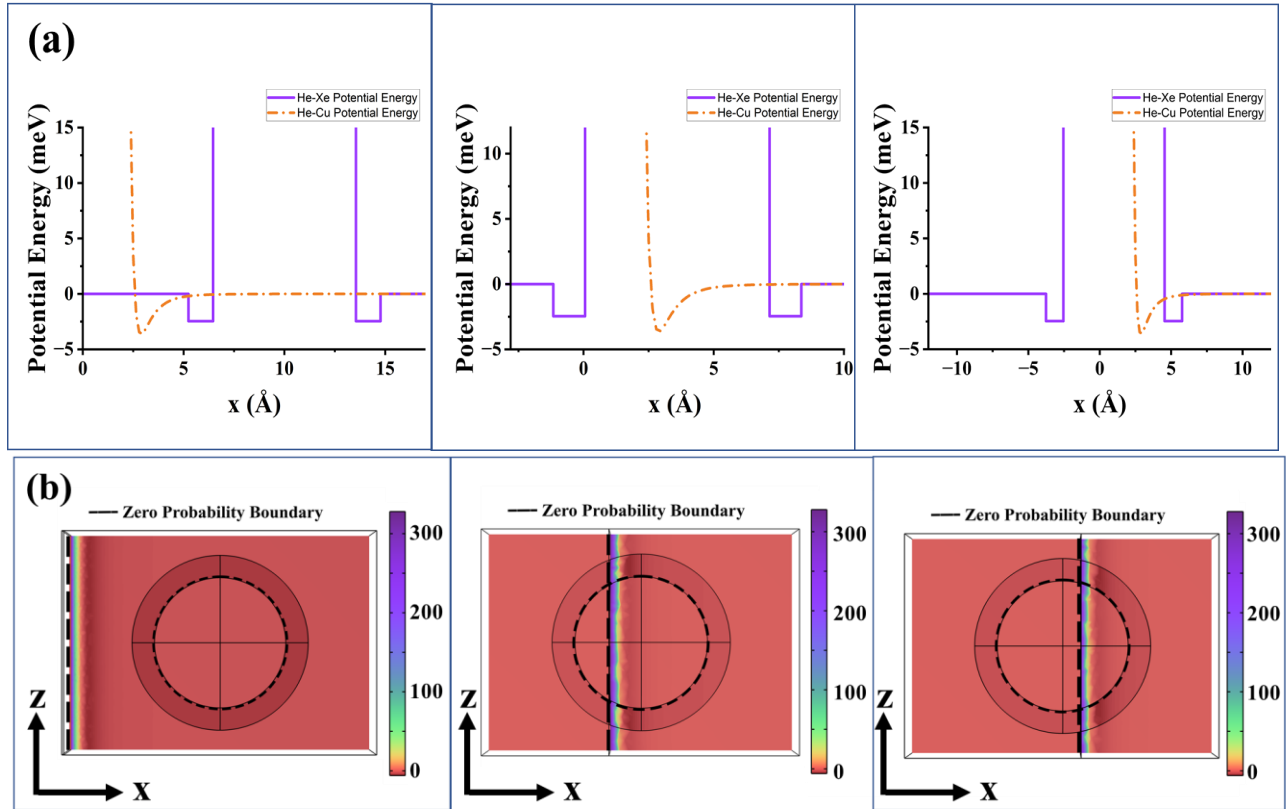 (a)
He-Xe Potential Energy
He-Cu Potential Energy
Potential Energy (meV)
15
10
5
0
−5
0 5 10 15
x (Å)
He-Xe Potential Energy
He-Cu Potential Energy
Potential Energy (meV)
10
5
0
−5
0 5 10
x (Å)
He-Xe Potential Energy
He-Cu Potential Energy
Potential Energy (meV)
15
10
5
0
−5
−10 −5 0 5 10
x (Å)
(b)
Zero Probability Boundary
300
200
100
0
Z
X
Zero Probability Boundary
300
200
100
0
Z
X
Zero Probability Boundary
300
200
100
0
Z
X